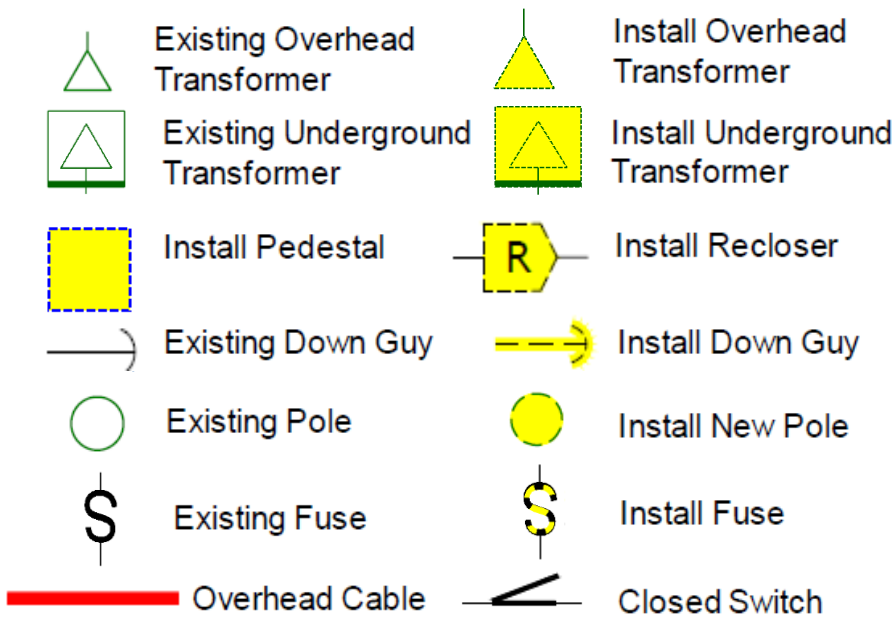 Existing Overhead
Transformer
Install Overhead
Transformer
Existing Underground
Transformer
Install Underground
Transformer
Install Pedestal
R
Install Recloser
Existing Down Guy
Install Down Guy
Existing Pole
Install New Pole
S
Existing Fuse
S
Install Fuse
Overhead Cable
Closed Switch